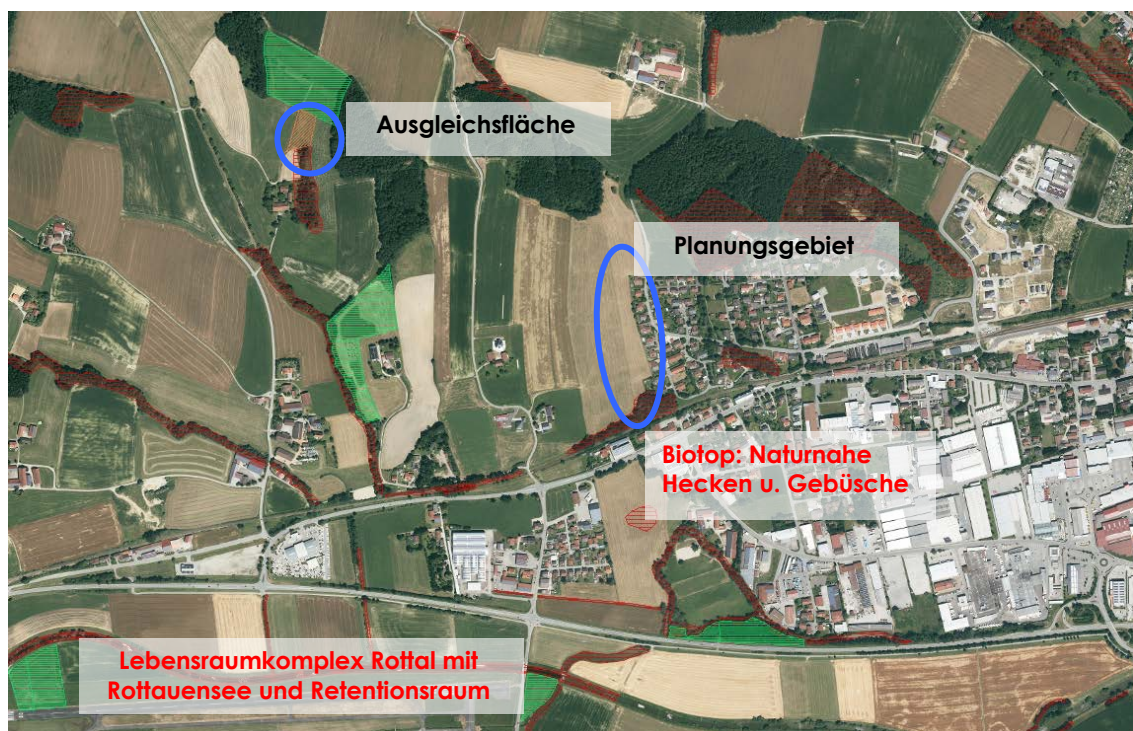 Ausgleichsfläche
Planungsgebiet
Biotop: Naturnahe
Hecken u. Gebüsche
Lebensraumkomplex Rottal mit
Rottauensee und Retentionsraum